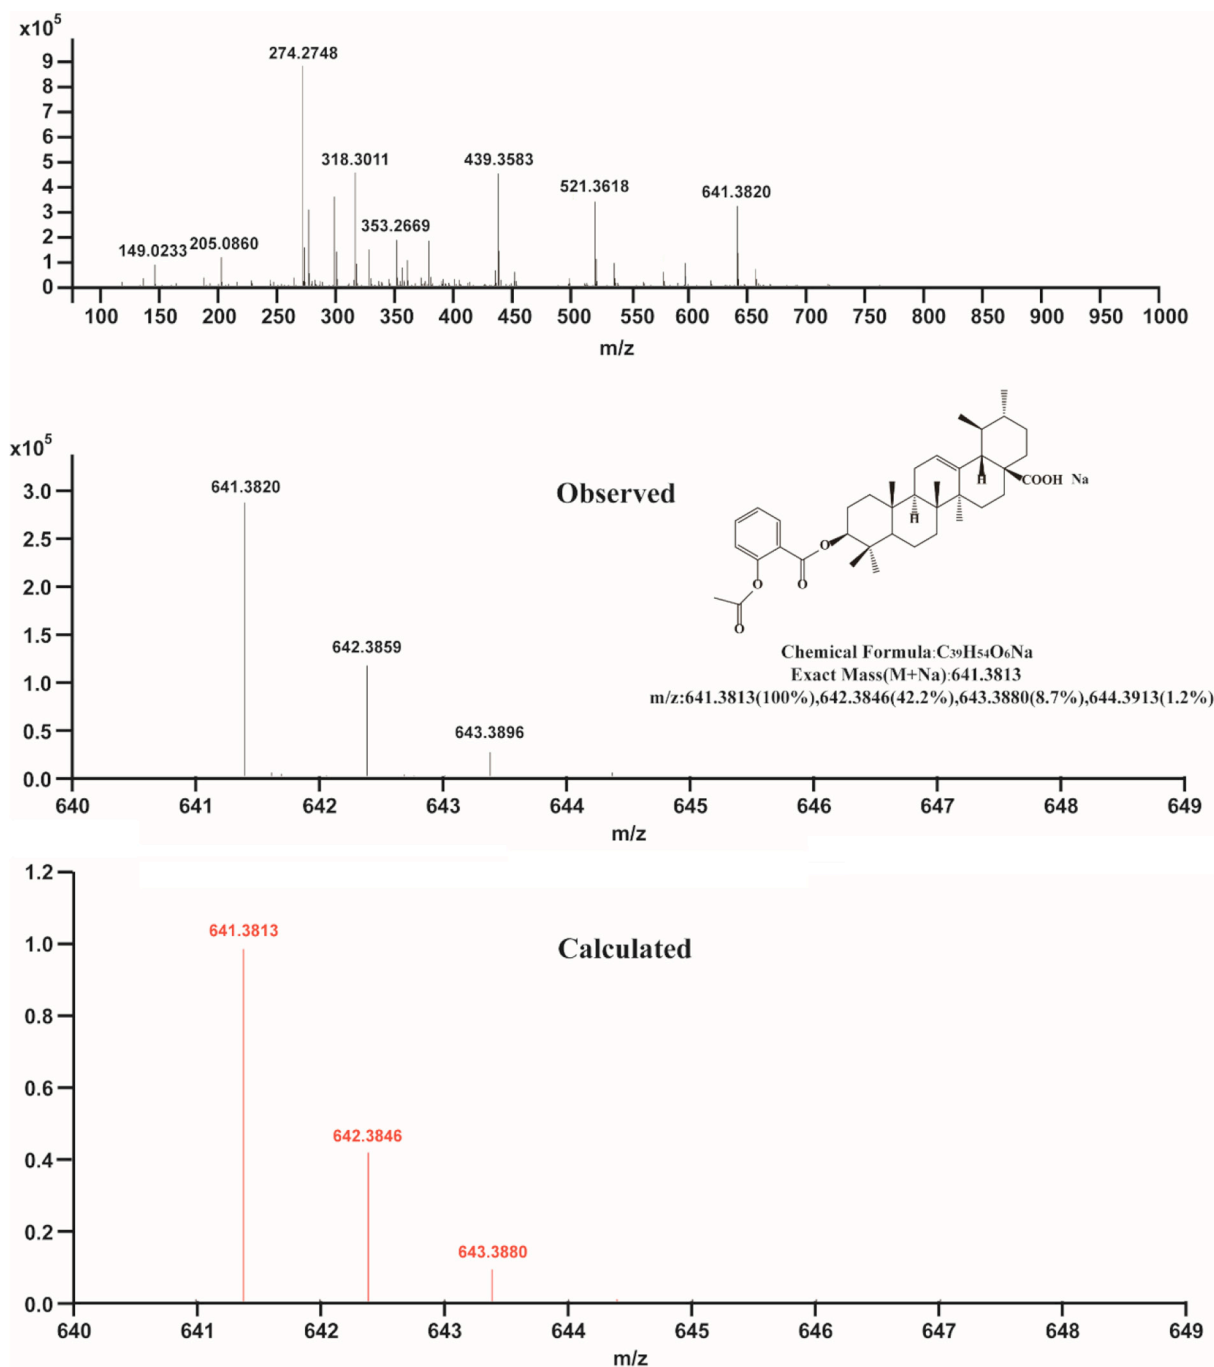 x10⁵
274.2748
9
8
7
6
5
4
3
2
1
0
318.3011
439.3583
521.3618
641.3820
353.2669
149.0233
205.0860
100 150 200 250 300 350 400 450 500 550 600 650 700 750 800 850 900 950 1000
m/z
x10⁵
641.3820
3.0
2.5
2.0
1.5
1.0
0.5
0.0
Observed
642.3859
643.3896
H
COOH Na
H
O
O
O
O
Chemical Formula:C₃₉H₅₄O₆Na
Exact Mass(M+Na):641.3813
m/z:641.3813(100%),642.3846(42.2%),643.3880(8.7%),644.3913(1.2%)
640 641 642 643 644 645 646 647 648 649
m/z
1.2
1.0
0.8
0.6
0.4
0.2
0.0
641.3813
Calculated
642.3846
643.3880
640 641 642 643 644 645 646 647 648 649
m/z